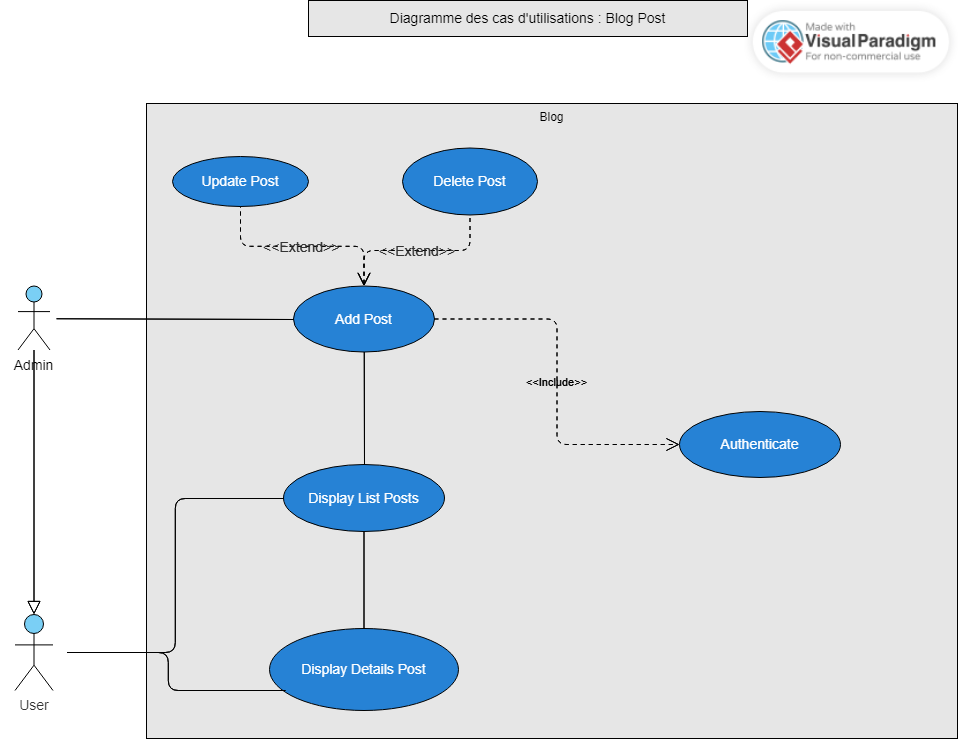 Diagramme des cas d'utilisations : Blog Post
Made with
VisualParadigm
For non-commercial use
Blog
Update Post
Delete Post
<<Extend>>
<<Extend>>
Add Post
Admin
<<Include>>
Authenticate
Display List Posts
Display Details Post
User